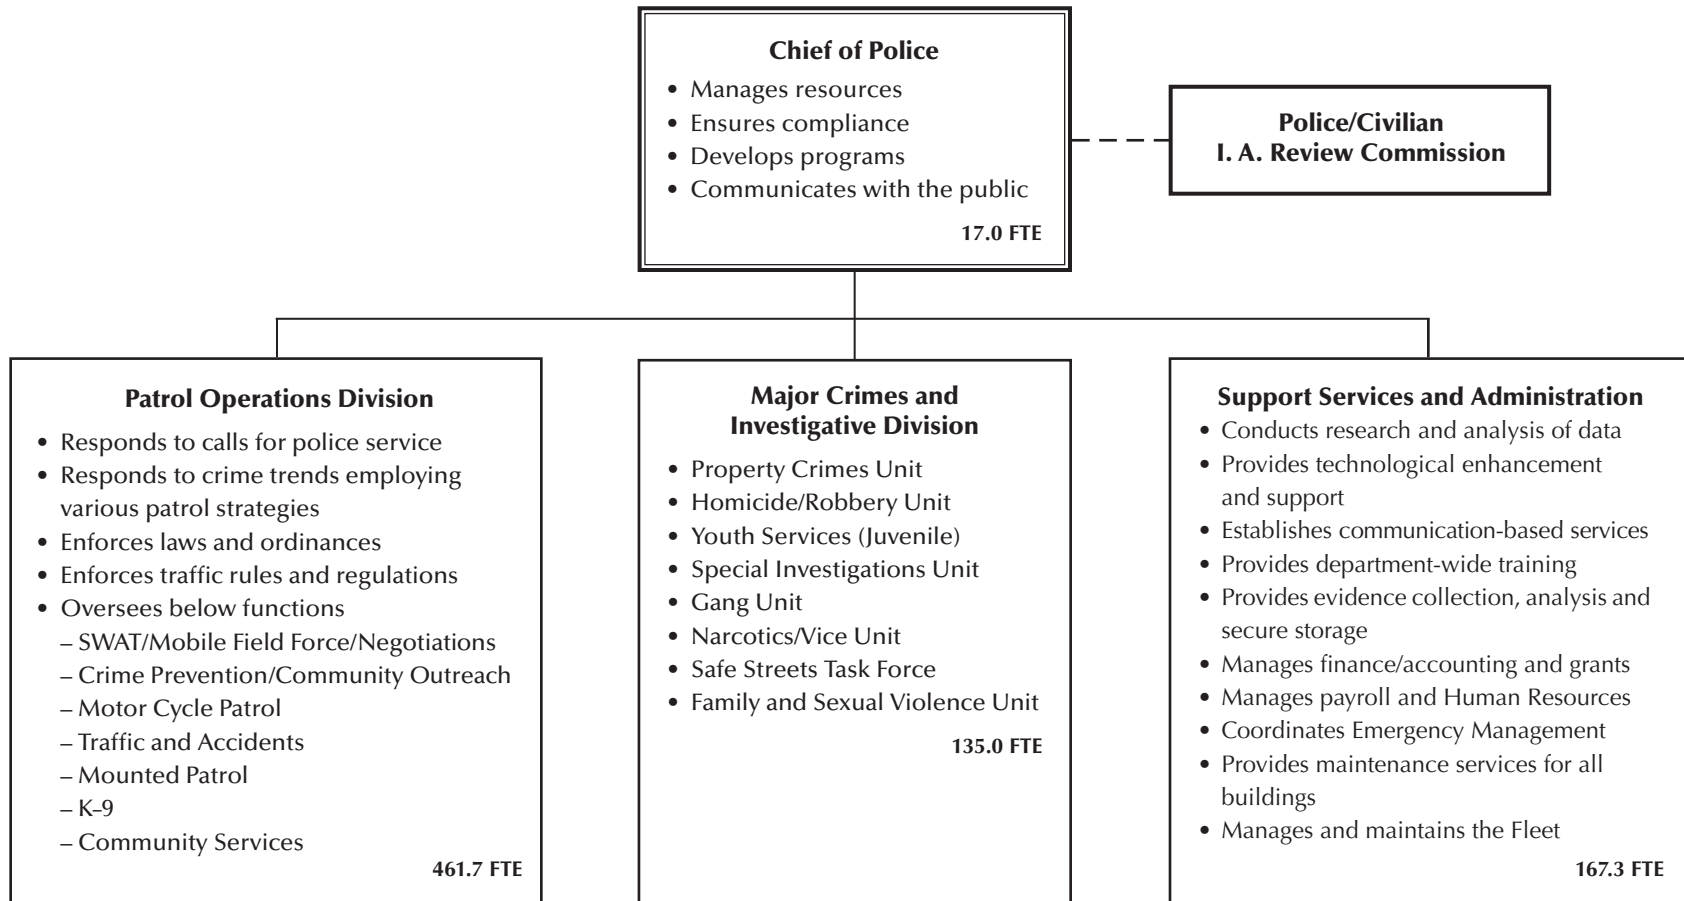 Chief of Police
• Manages resources
• Ensures compliance
• Develops programs
• Communicates with the public
17.0 FTE
Police/Civilian
I. A. Review Commission
Patrol Operations Division
• Responds to calls for police service
• Responds to crime trends employing
various patrol strategies
• Enforces laws and ordinances
• Enforces traffic rules and regulations
• Oversees below functions
– SWAT/Mobile Field Force/Negotiations
– Crime Prevention/Community Outreach
– Motor Cycle Patrol
– Traffic and Accidents
– Mounted Patrol
– K–9
– Community Services
461.7 FTE
Major Crimes and
Investigative Division
• Property Crimes Unit
• Homicide/Robbery Unit
• Youth Services (Juvenile)
• Special Investigations Unit
• Gang Unit
• Narcotics/Vice Unit
• Safe Streets Task Force
• Family and Sexual Violence Unit
135.0 FTE
Support Services and Administration
• Conducts research and analysis of data
• Provides technological enhancement
and support
• Establishes communication-based services
• Provides department-wide training
• Provides evidence collection, analysis and
secure storage
• Manages finance/accounting and grants
• Manages payroll and Human Resources
• Coordinates Emergency Management
• Provides maintenance services for all
buildings
• Manages and maintains the Fleet
167.3 FTE